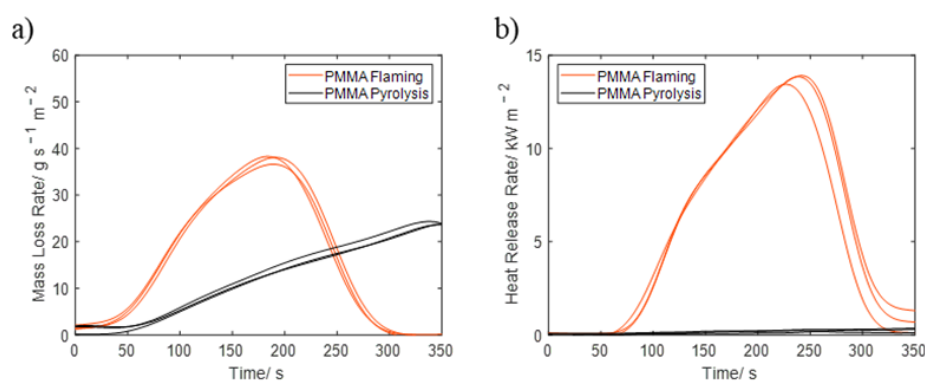 a)
60
50
40
30
20
10
0
Mass Loss Rate/ g s⁻¹ m⁻²
PMMA Flaming
PMMA Pyrolysis
0 50 100 150 200 250 300 350
Time/ s
b)
15
10
5
0
Heat Release Rate/ kW m⁻²
PMMA Flaming
PMMA Pyrolysis
0 50 100 150 200 250 300 350
Time/ s